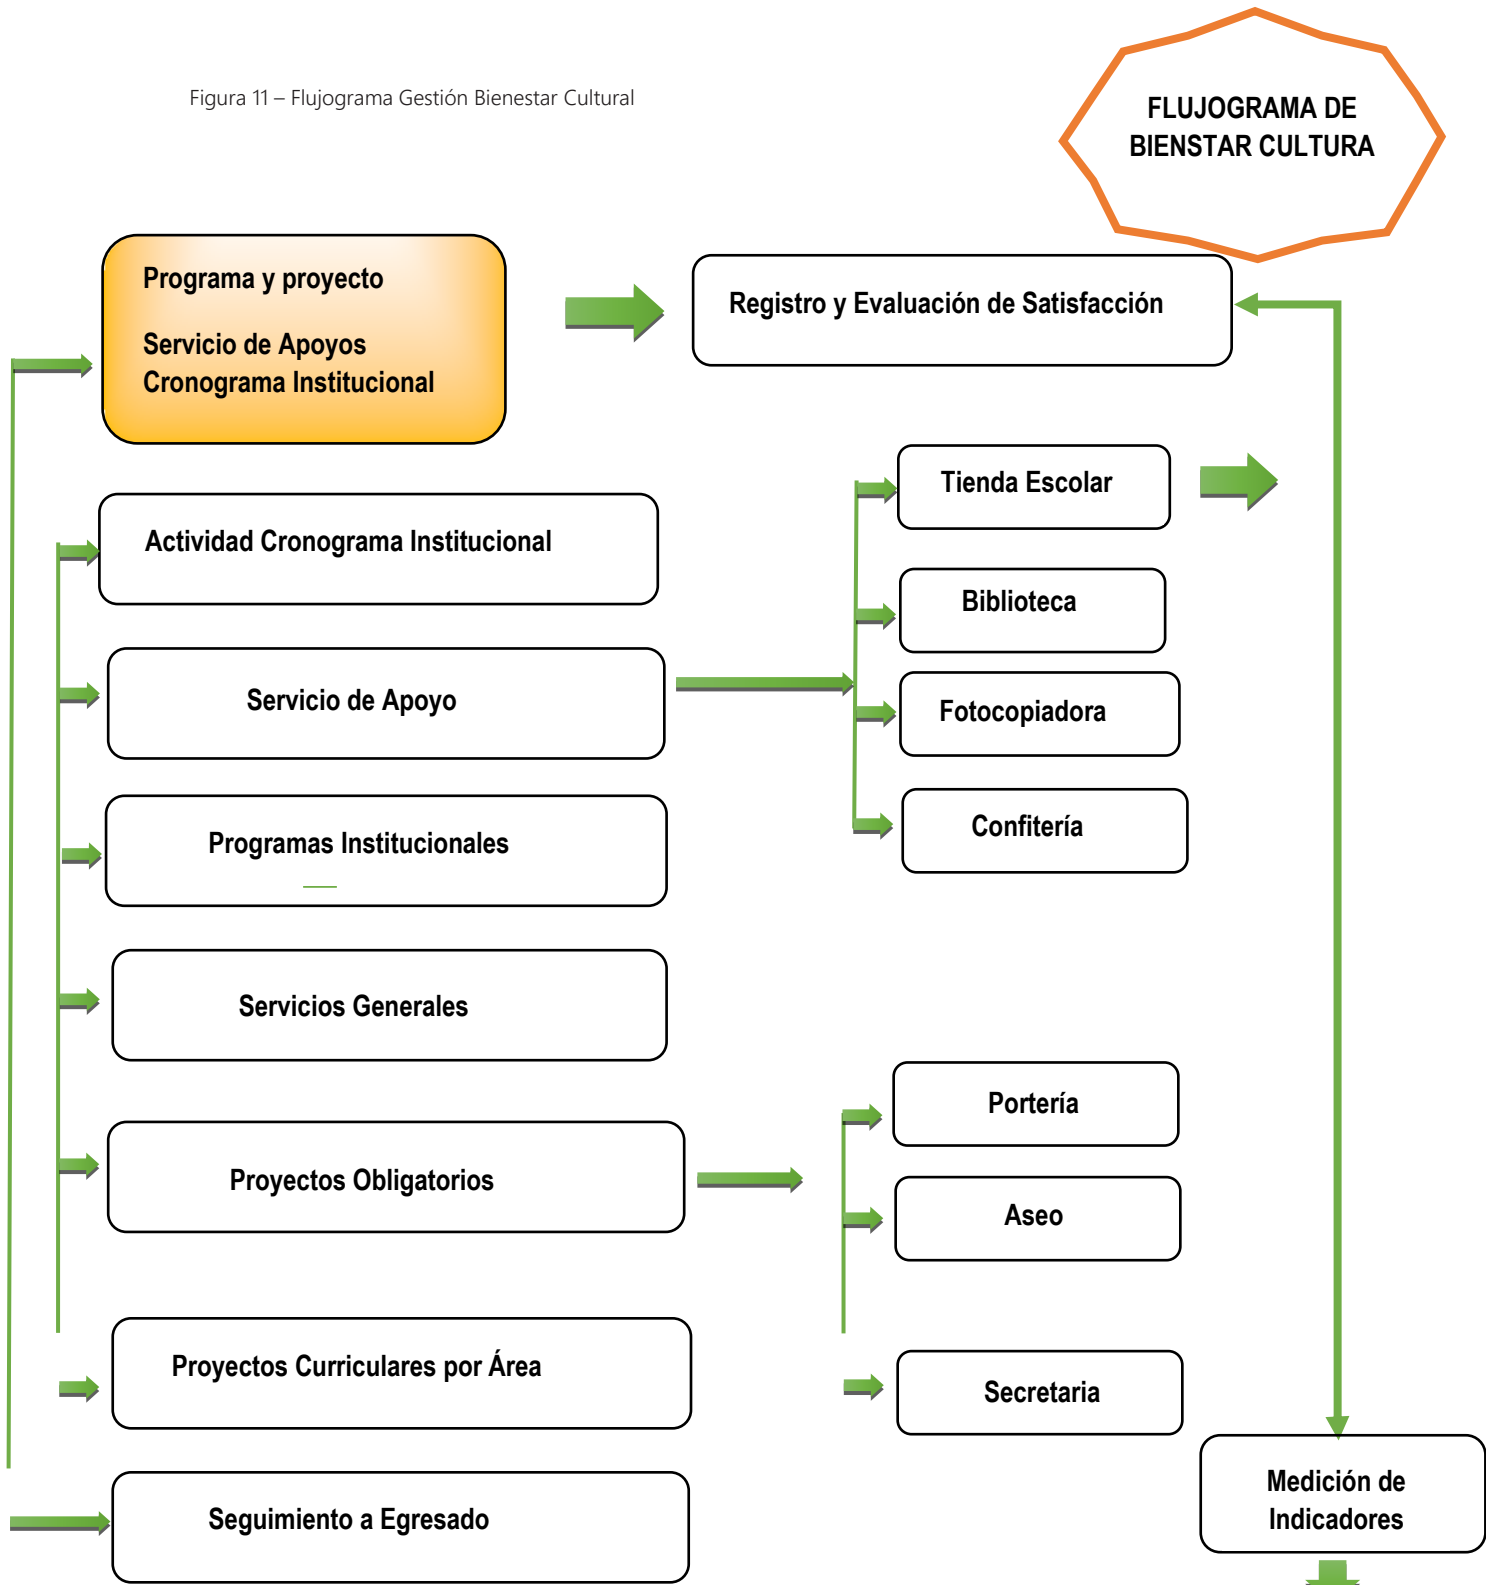 Figura 11 – Flujograma Gestión Bienestar Cultural
FLUJOGRAMA DE
BIENSTAR CULTURA
Programa y proyecto
Servicio de Apoyos
Cronograma Institucional
Registro y Evaluación de Satisfacción
Actividad Cronograma Institucional
Servicio de Apoyo
Programas Institucionales
Servicios Generales
Proyectos Obligatorios
Proyectos Curriculares por Área
Seguimiento a Egresado
Tienda Escolar
Biblioteca
Fotocopiadora
Confitería
Portería
Aseo
Secretaria
Medición de
Indicadores